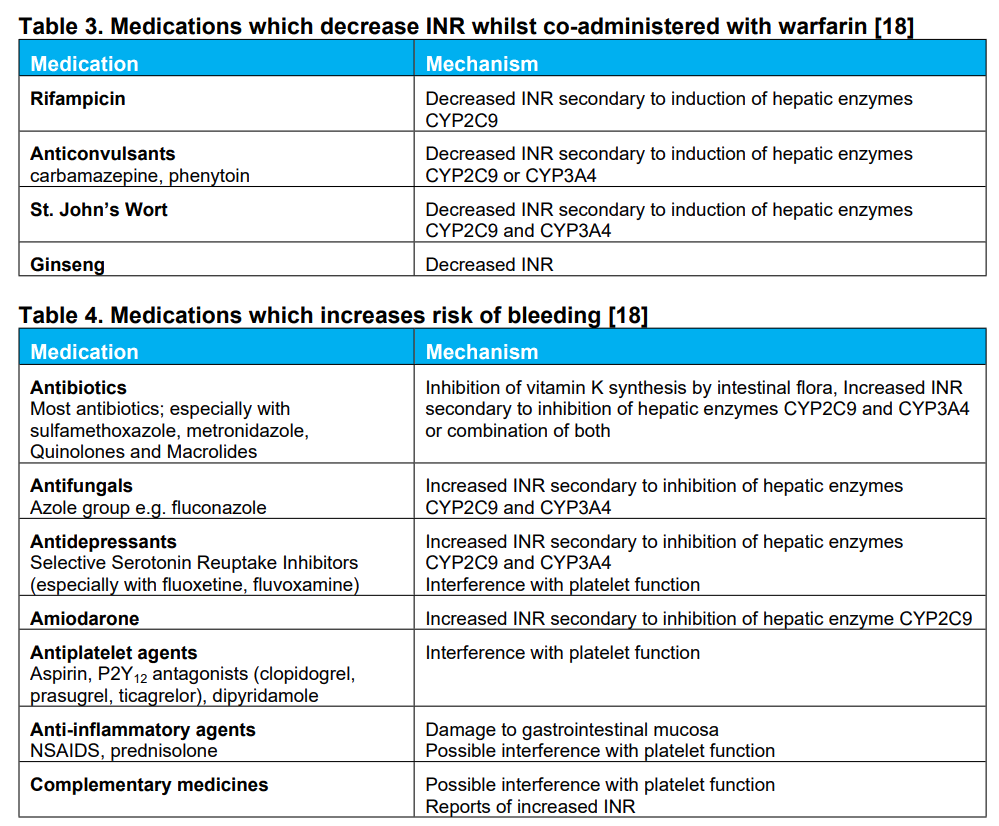 Table 3. Medications which decrease INR whilst co-administered with warfarin [18]
Medication Mechanism
Rifampicin Decreased INR secondary to induction of hepatic enzymes
CYP2C9
Anticonvulsants Decreased INR secondary to induction of hepatic enzymes
carbamazepine, phenytoin CYP2C9 or CYP3A4
St. John’s Wort Decreased INR secondary to induction of hepatic enzymes
CYP2C9 and CYP3A4
Ginseng Decreased INR
Table 4. Medications which increases risk of bleeding [18]
Medication Mechanism
Antibiotics Inhibition of vitamin K synthesis by intestinal flora, Increased INR
Most antibiotics; especially with secondary to inhibition of hepatic enzymes CYP2C9 and CYP3A4
sulfamethoxazole, metronidazole, or combination of both
Quinolones and Macrolides
Antifungals Increased INR secondary to inhibition of hepatic enzymes
Azole group e.g. fluconazole CYP2C9 and CYP3A4
Antidepressants Increased INR secondary to inhibition of hepatic enzymes
Selective Serotonin Reuptake Inhibitors CYP2C9 and CYP3A4
(especially with fluoxetine, fluvoxamine) Interference with platelet function
Amiodarone Increased INR secondary to inhibition of hepatic enzyme CYP2C9
Antiplatelet agents Interference with platelet function
Aspirin, P2Y12 antagonists (clopidogrel,
prasugrel, ticagrelor), dipyridamole
Anti-inflammatory agents Damage to gastrointestinal mucosa
NSAIDS, prednisolone Possible interference with platelet function
Complementary medicines Possible interference with platelet function
Reports of increased INR